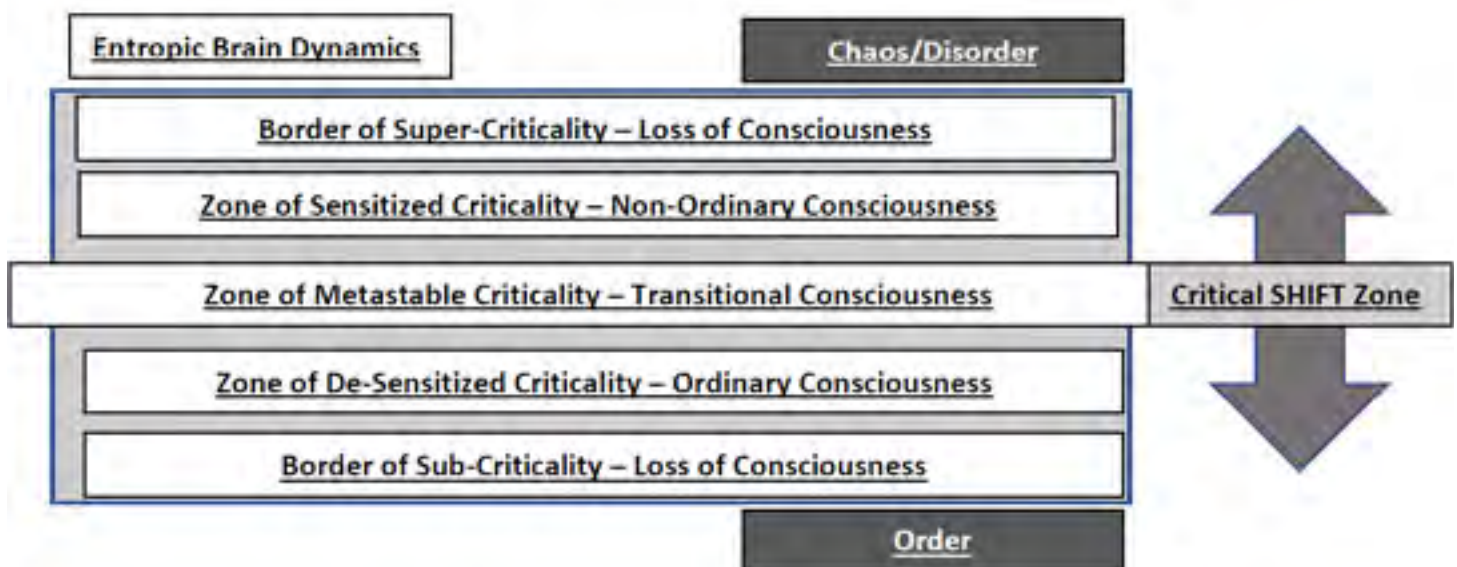 Entropic Brain Dynamics
Chaos/Disorder
Border of Super-Criticality – Loss of Consciousness
Zone of Sensitized Criticality – Non-Ordinary Consciousness
Zone of Metastable Criticality – Transitional Consciousness
Critical SHIFT Zone
Zone of De-Sensitized Criticality – Ordinary Consciousness
Border of Sub-Criticality – Loss of Consciousness
Order